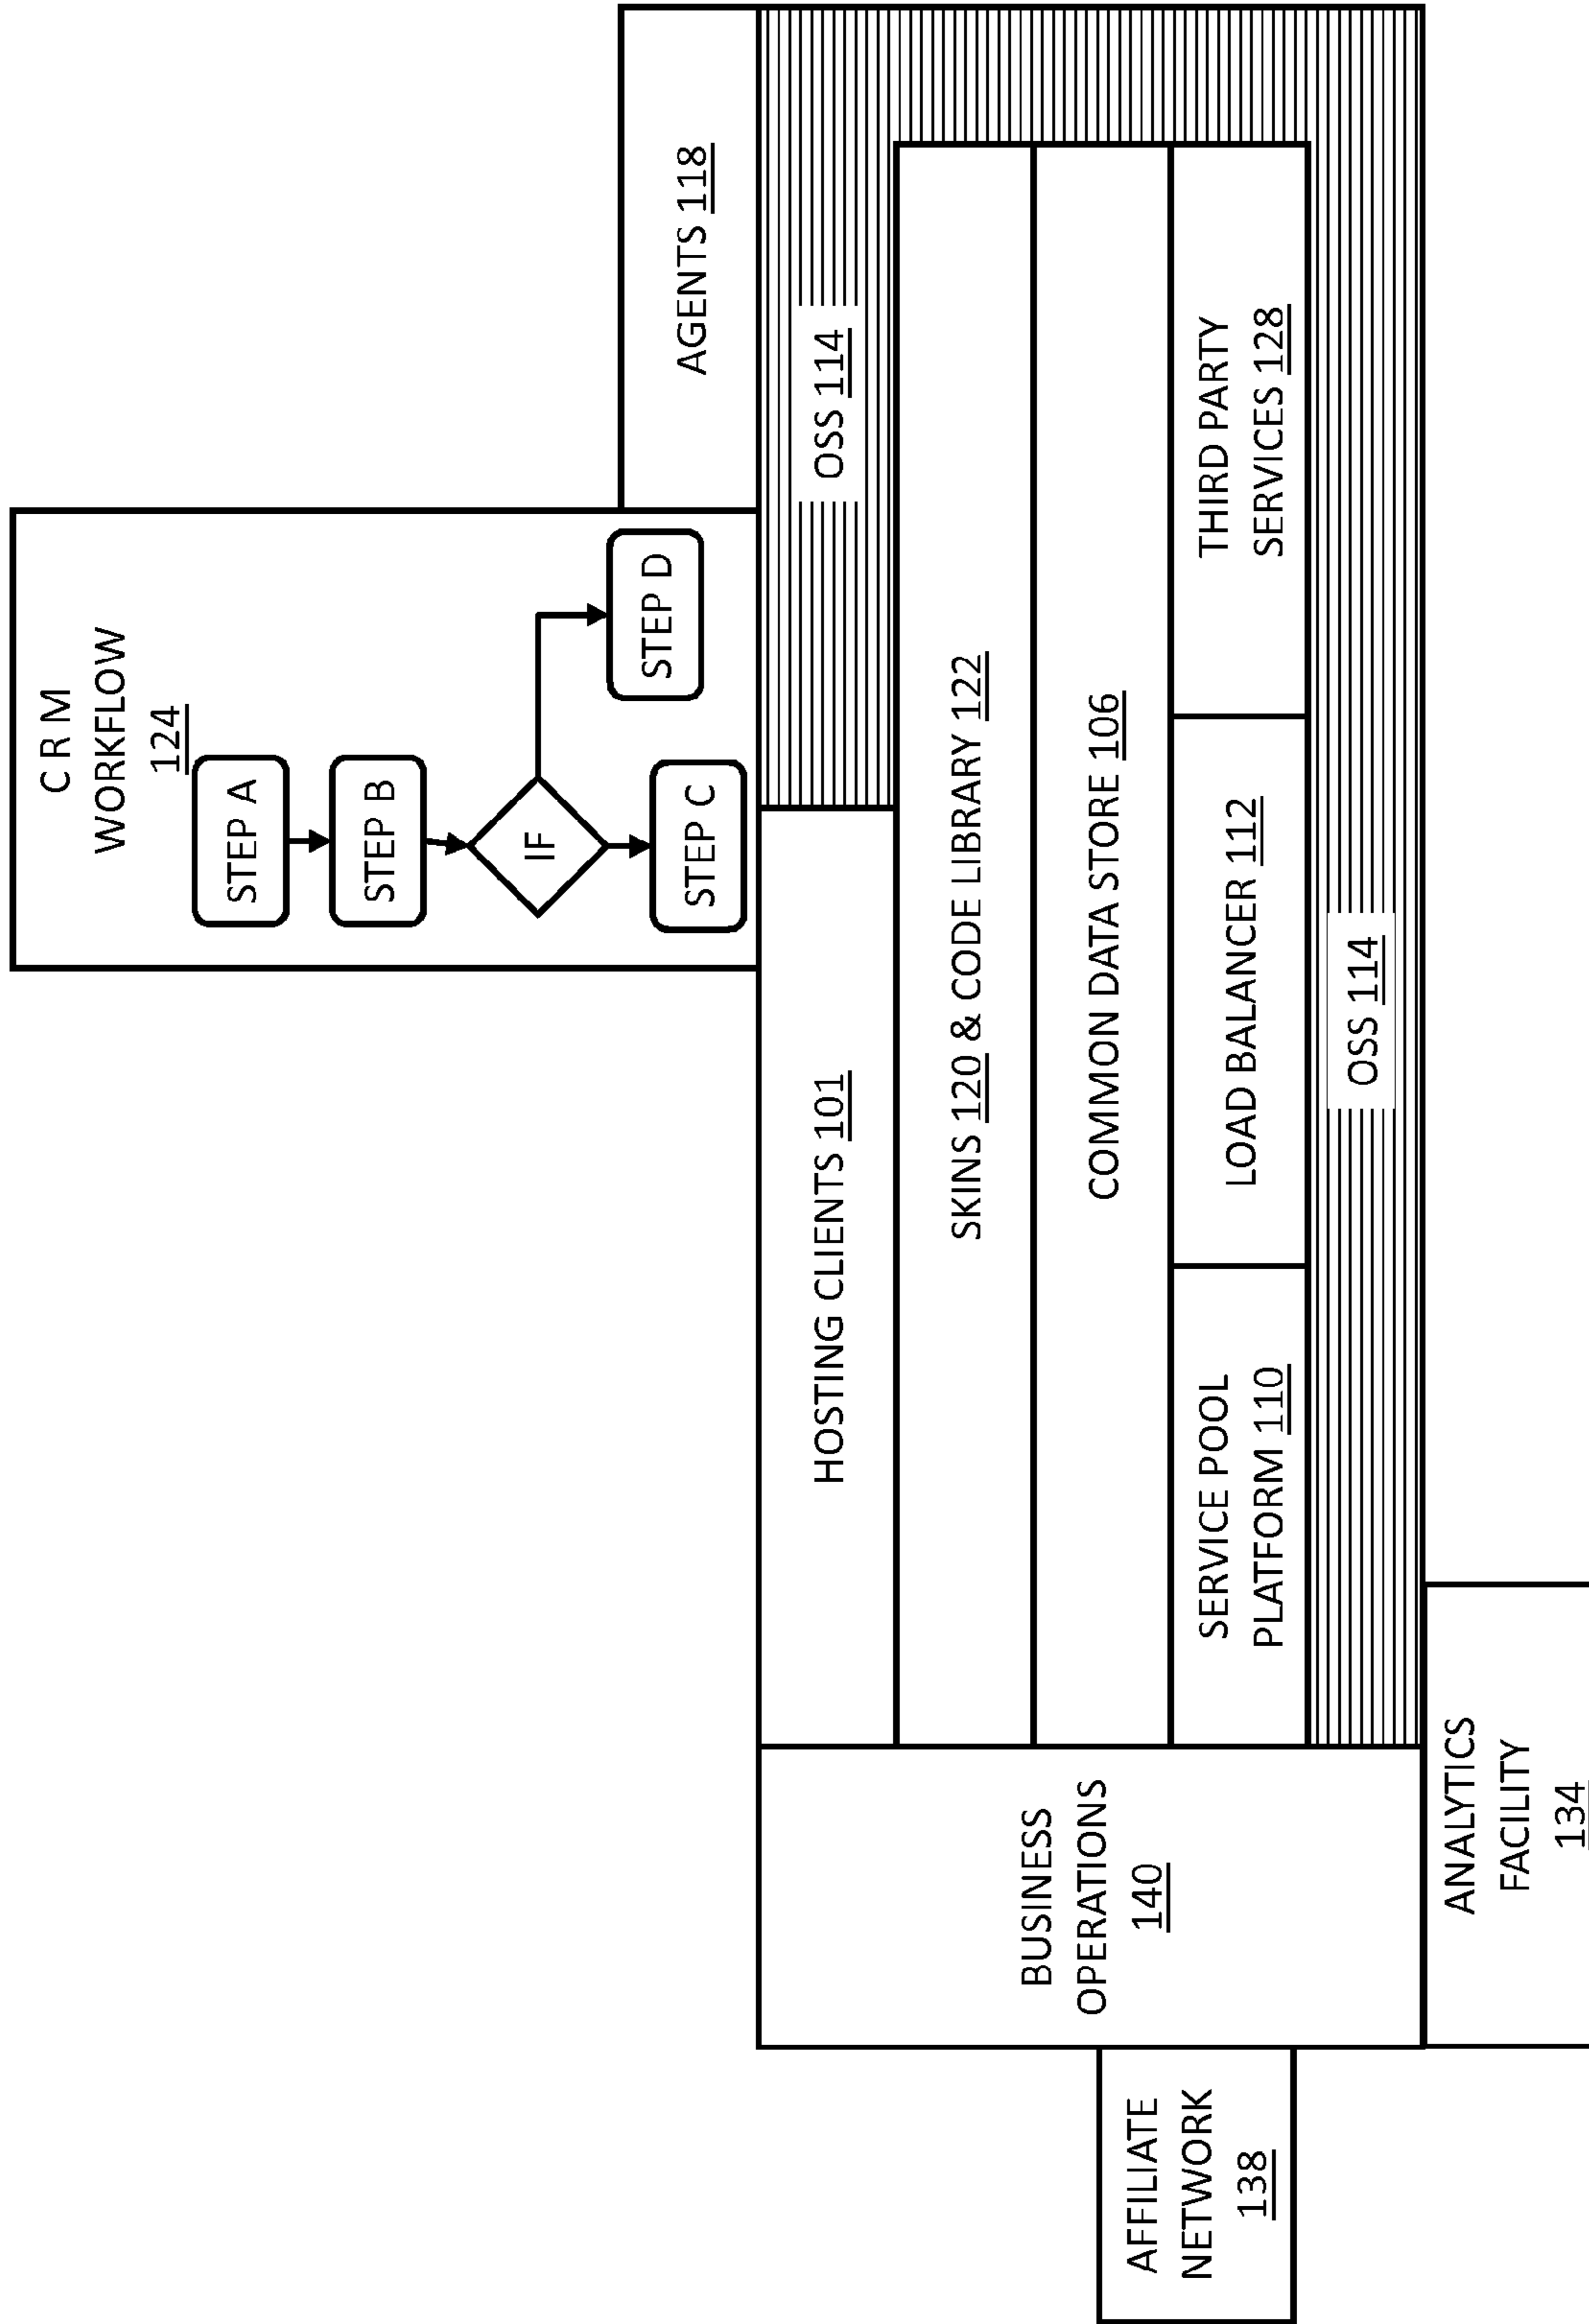 C R M
WORKFLOW
124
STEP A
STEP B
IF
STEP C
STEP D
AGENTS 118
HOSTING CLIENTS 101
OSS 114
SKINS 120 & CODE LIBRARY 122
COMMON DATA STORE 106
SERVICE POOL
PLATFORM 110
LOAD BALANCER 112
THIRD PARTY
SERVICES 128
OSS 114
BUSINESS
OPERATIONS
140
AFFILIATE
NETWORK
138
ANALYTICS
FACILITY
134